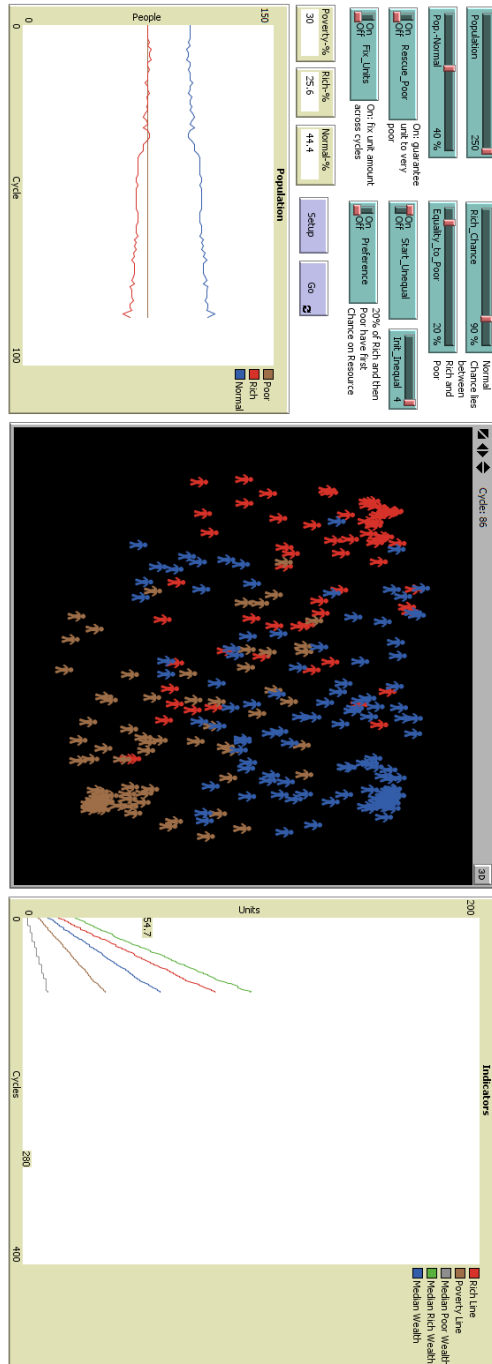 Population 250
Rich_Chance 90 %
Normal
Chance lies
between
Rich and
Poor
Pop.-Normal 40 %
Equality_to_Poor 20 %
On
Off
Rescue_Poor
On: guarantee
unit to very
poor
On
Off
Start_Unequal
Init_Inequal 4
On
Off
Fix_Units
On: fix unit amount
across cycles
On
Off
Preference
20% of Rich and then
Poor have first
Chance on Resource
Poverty-%
30
Rich-%
25.6
Normal-%
44.4
Setup
Go
Population
150
People
0
Cycle
100
Poor
Rich
Normal
Cycle: 86
3D
Indicators
200
Units
54.7
0
0
Cycles
280
400
Rich Line
Poverty Line
Median Poor Wealth
Median Rich Wealth
Median Wealth